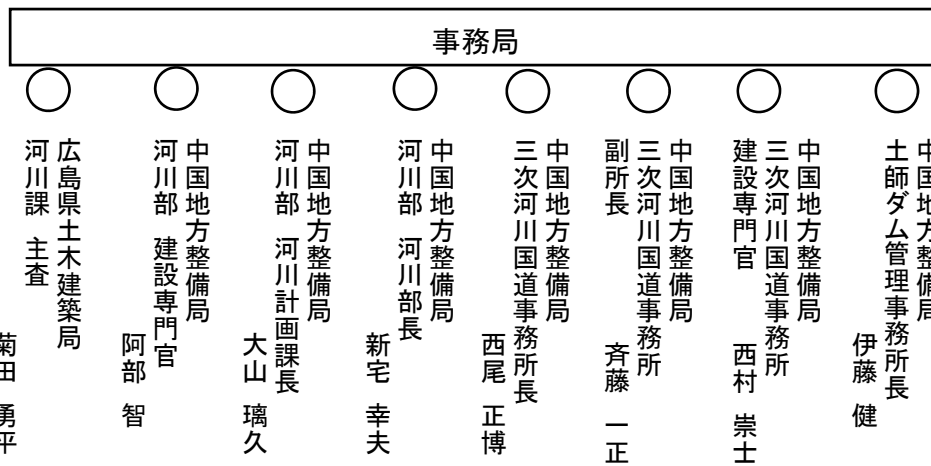 事務局
中国地方整備局
土師ダム管理事務所長
伊藤 健
中国地方整備局
三次河川国道事務所
建設専門官
西村 崇士
中国地方整備局
三次河川国道事務所
副所長
斉藤 一正
中国地方整備局
三次河川国道事務所長
西尾 正博
中国地方整備局
河川部 河川部長
新宅 幸夫
中国地方整備局
河川部 河川計画課長
大山 璃久
中国地方整備局
河川部 建設専門官
阿部 智
広島県土木建築局
河川課 主査
菊田 勇平